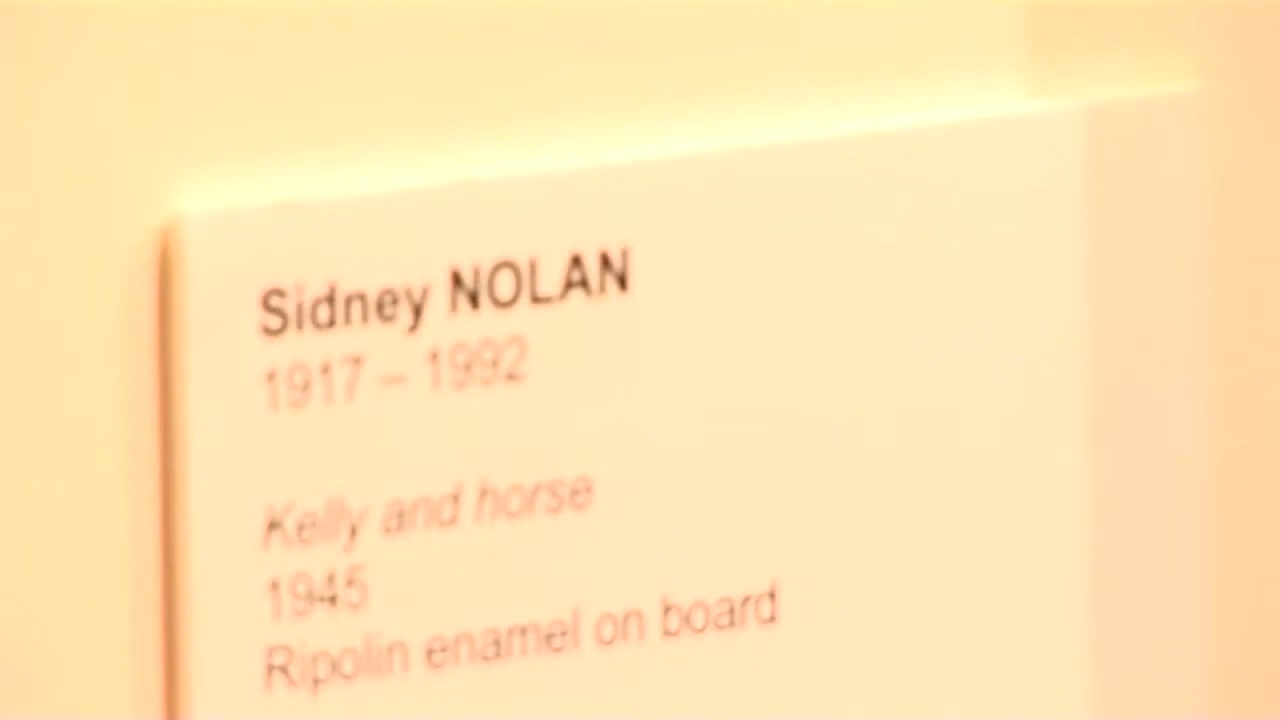 Sidney NOLAN
1917 – 1992
Kelly and horse
1945
Ripolin enamel on board